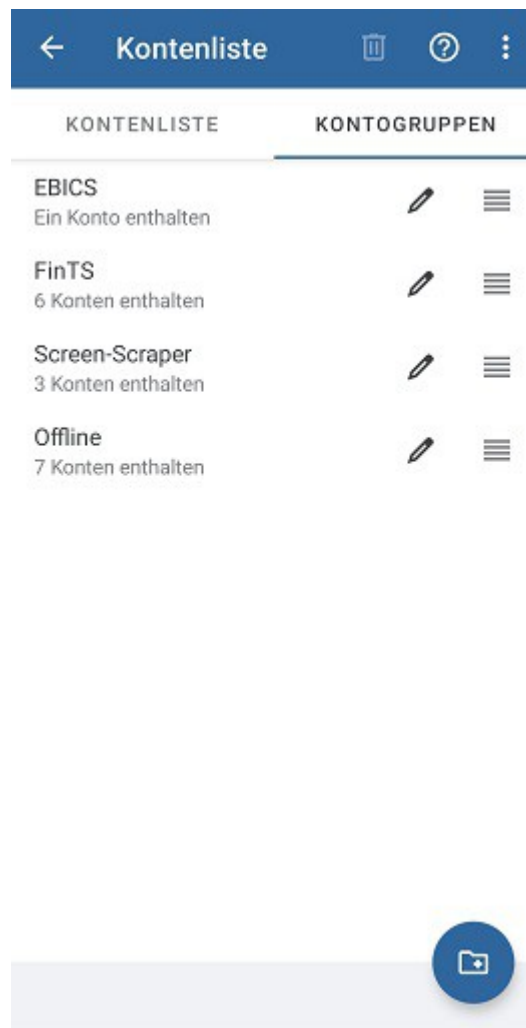 Kontenliste
KONTENLISTE KONTOGRUPPEN
EBICS
Ein Konto enthalten
FinTS
6 Konten enthalten
Screen-Scraper
3 Konten enthalten
Offline
7 Konten enthalten